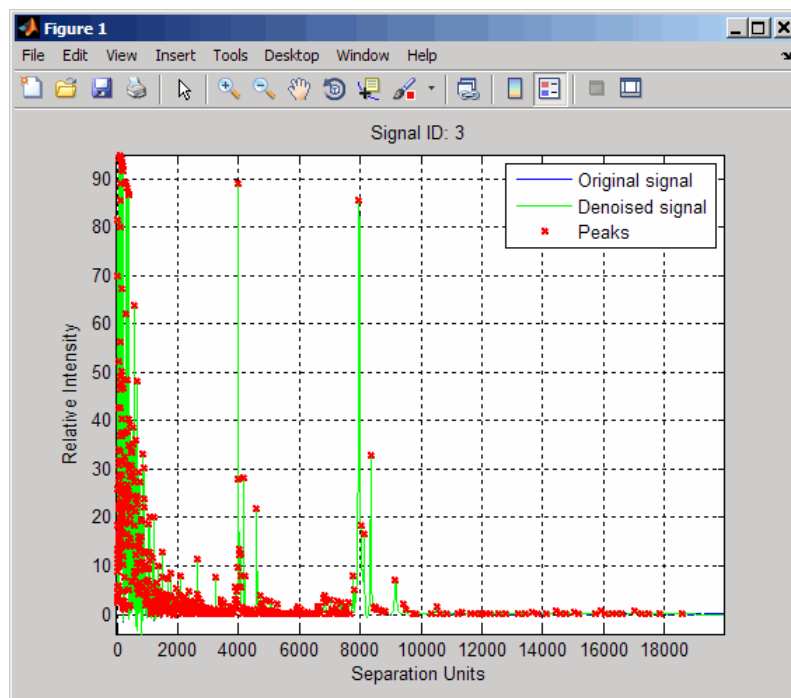 Figure 1
File Edit View Insert Tools Desktop Window Help
Signal ID: 3
Original signal
Denoised signal
Peaks
Relative Intensity
90
80
70
60
50
40
30
20
10
0
0 2000 4000 6000 8000 10000 12000 14000 16000 18000
Separation Units